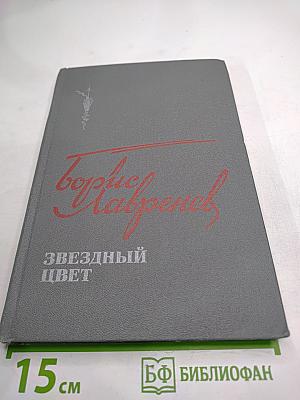 Борис
Лавренев
ЗВЕЗДНЫЙ
ЦВЕТ
15 см
БФ БИБЛИОФАН